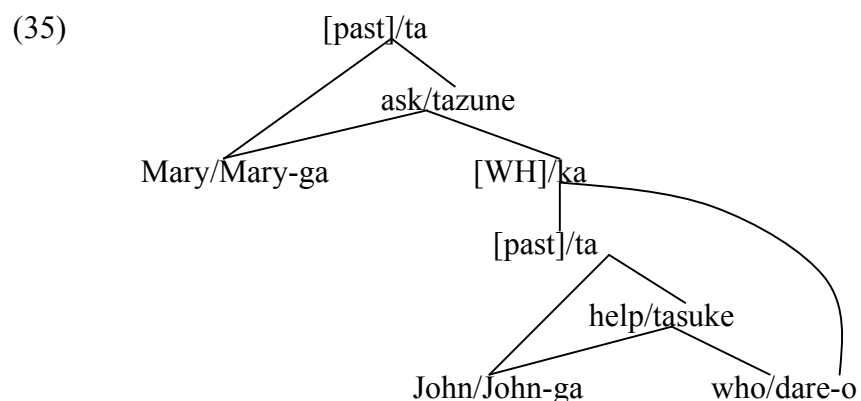 (35) [past]/ta
ask/tazune
Mary/Mary-ga [WH]/ka
[past]/ta
help/tasuke
John/John-ga who/dare-o